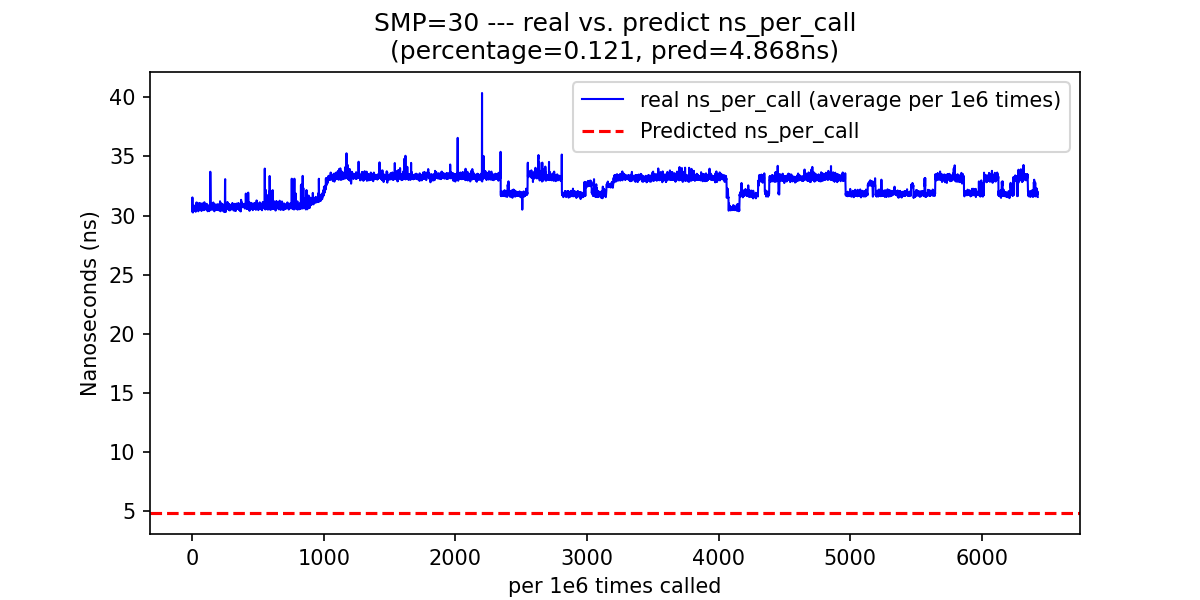 SMP=30 --- real vs. predict ns_per_call
(percentage=0.121, pred=4.868ns)
real ns_per_call (average per 1e6 times)
Predicted ns_per_call
Nanoseconds (ns)
40
35
30
25
20
15
10
5
0 1000 2000 3000 4000 5000 6000
per 1e6 times called